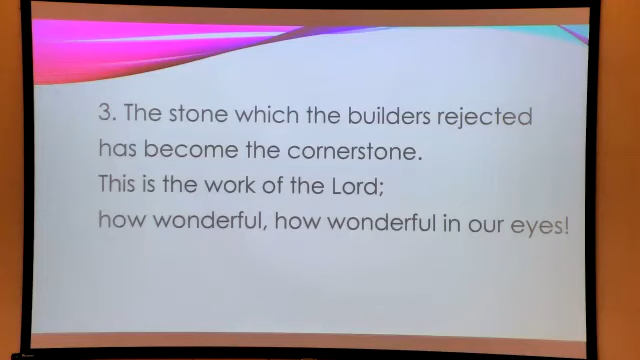 3. The stone which the builders rejected
has become the cornerstone.
This is the work of the Lord;
how wonderful, how wonderful in our eyes!